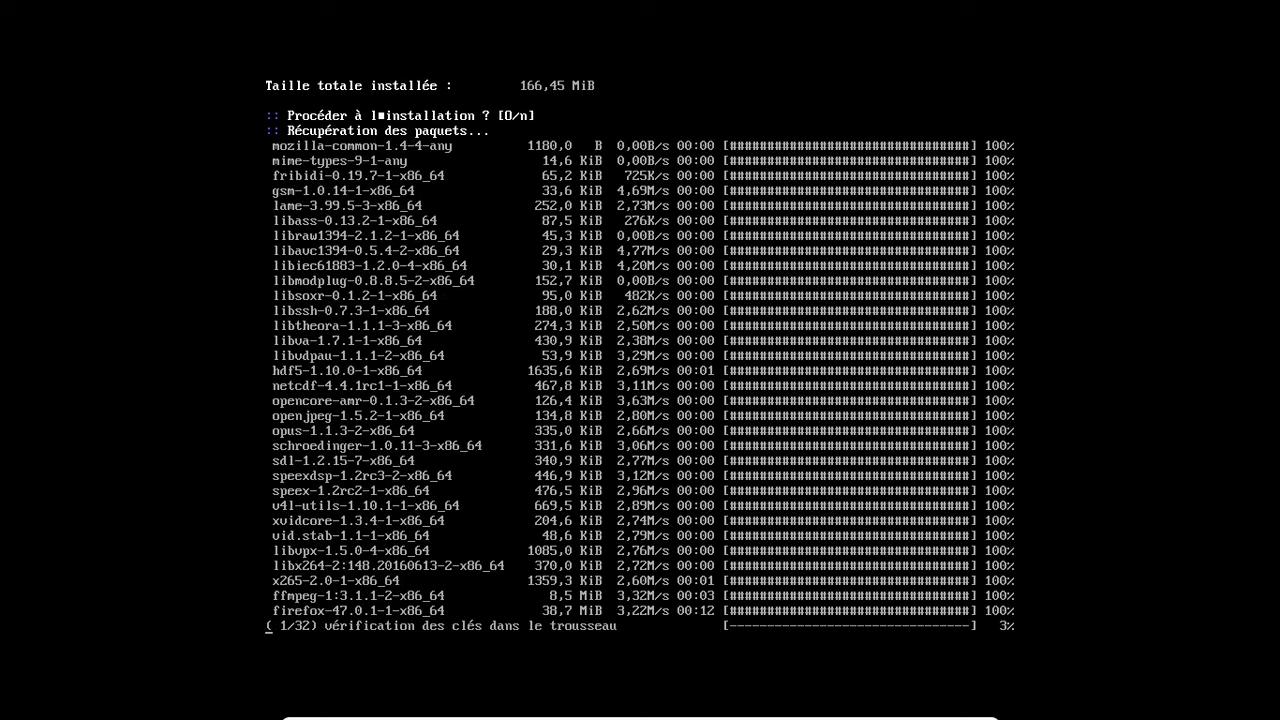 Taille totale installée : 166,45 MiB
:: Procéder à l■installation ? [O/n]
:: Récupération des paquets...
mozilla-common-1.4-4-any 1180,0 B 0,00B/s 00:00 [################################] 100%
mime-types-9-1-any 14,6 KiB 0,00B/s 00:00 [################################] 100%
fribidi-0.19.7-1-x86_64 65,2 KiB 725K/s 00:00 [################################] 100%
gsm-1.0.14-1-x86_64 33,6 KiB 4,69M/s 00:00 [################################] 100%
lame-3.99.5-3-x86_64 252,0 KiB 2,73M/s 00:00 [################################] 100%
libass-0.13.2-1-x86_64 87,5 KiB 276K/s 00:00 [################################] 100%
libraw1394-2.1.2-1-x86_64 45,3 KiB 0,00B/s 00:00 [################################] 100%
libavc1394-0.5.4-2-x86_64 29,3 KiB 4,77M/s 00:00 [################################] 100%
libiec61883-1.2.0-4-x86_64 30,1 KiB 4,20M/s 00:00 [################################] 100%
libmodplug-0.8.8.5-2-x86_64 152,7 KiB 0,00B/s 00:00 [################################] 100%
libsoxr-0.1.2-1-x86_64 95,0 KiB 482K/s 00:00 [################################] 100%
libssh-0.7.3-1-x86_64 188,0 KiB 2,62M/s 00:00 [################################] 100%
libtheora-1.1.1-3-x86_64 274,3 KiB 2,50M/s 00:00 [################################] 100%
libva-1.7.1-1-x86_64 430,9 KiB 2,38M/s 00:00 [################################] 100%
libvdpau-1.1.1-2-x86_64 53,9 KiB 3,29M/s 00:00 [################################] 100%
hdf5-1.10.0-1-x86_64 1635,6 KiB 2,69M/s 00:01 [################################] 100%
netcdf-4.4.1rc1-1-x86_64 467,8 KiB 3,11M/s 00:00 [################################] 100%
opencore-amr-0.1.3-2-x86_64 126,4 KiB 3,63M/s 00:00 [################################] 100%
openjpeg-1.5.2-1-x86_64 134,8 KiB 2,80M/s 00:00 [################################] 100%
opus-1.1.3-2-x86_64 335,0 KiB 2,66M/s 00:00 [################################] 100%
schroedinger-1.0.11-3-x86_64 331,6 KiB 3,06M/s 00:00 [################################] 100%
sdl-1.2.15-7-x86_64 340,9 KiB 2,77M/s 00:00 [################################] 100%
speexdsp-1.2rc3-2-x86_64 446,9 KiB 3,12M/s 00:00 [################################] 100%
speex-1.2rc2-1-x86_64 476,5 KiB 2,96M/s 00:00 [################################] 100%
v4l-utils-1.10.1-1-x86_64 669,5 KiB 2,89M/s 00:00 [################################] 100%
xvidcore-1.3.4-1-x86_64 204,6 KiB 2,74M/s 00:00 [################################] 100%
vid.stab-1.1-1-x86_64 48,6 KiB 2,79M/s 00:00 [################################] 100%
libvpx-1.5.0-4-x86_64 1085,0 KiB 2,76M/s 00:00 [################################] 100%
libx264-2:148.20160613-2-x86_64 370,0 KiB 2,72M/s 00:00 [################################] 100%
x265-2.0-1-x86_64 1359,3 KiB 2,60M/s 00:01 [################################] 100%
ffmpeg-1:3.1.1-2-x86_64 8,5 MiB 3,32M/s 00:03 [################################] 100%
firefox-47.0.1-1-x86_64 38,7 MiB 3,22M/s 00:12 [################################] 100%
( 1/32) vérification des clés dans le trousseau [--------------------------------] 3%